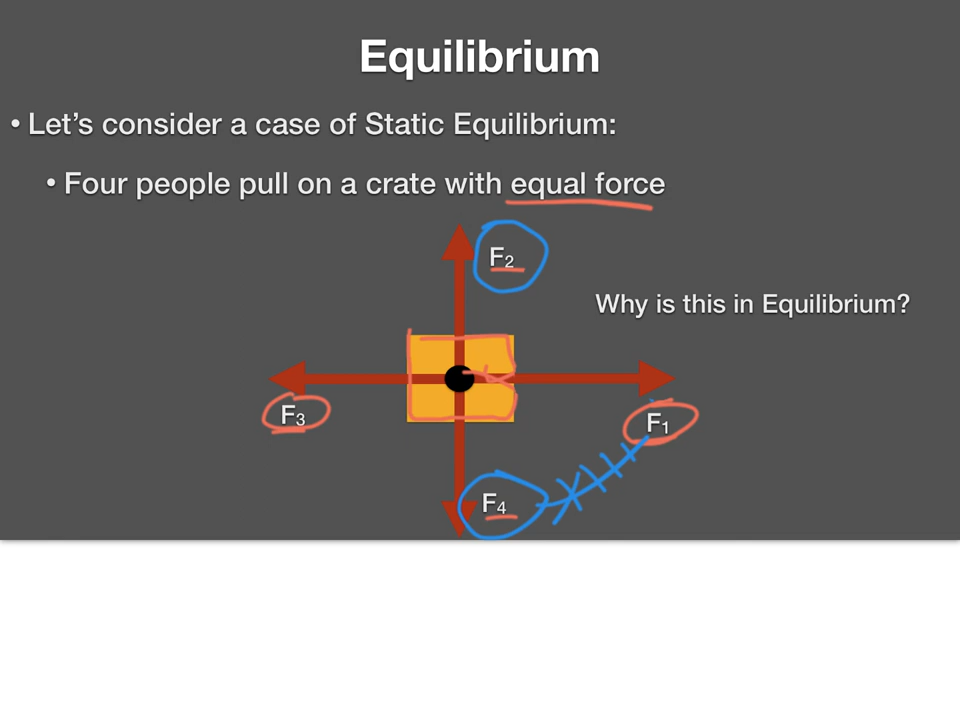 Equilibrium
• Let's consider a case of Static Equilibrium:
• Four people pull on a crate with equal force
F₂
Why is this in Equilibrium?
F₃
F₁
F₄